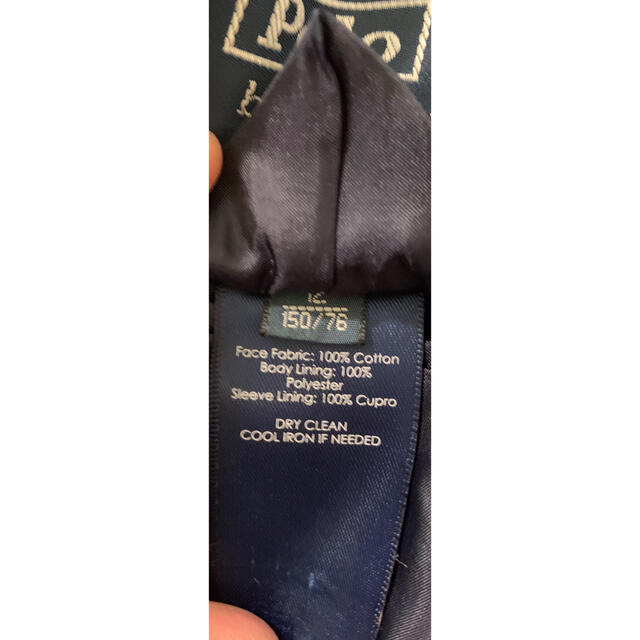 polo
12
150/76
Face Fabric: 100% Cotton
Body Lining: 100%
Polyester
Sleeve Lining: 100% Cupro
DRY CLEAN
COOL IRON IF NEEDED